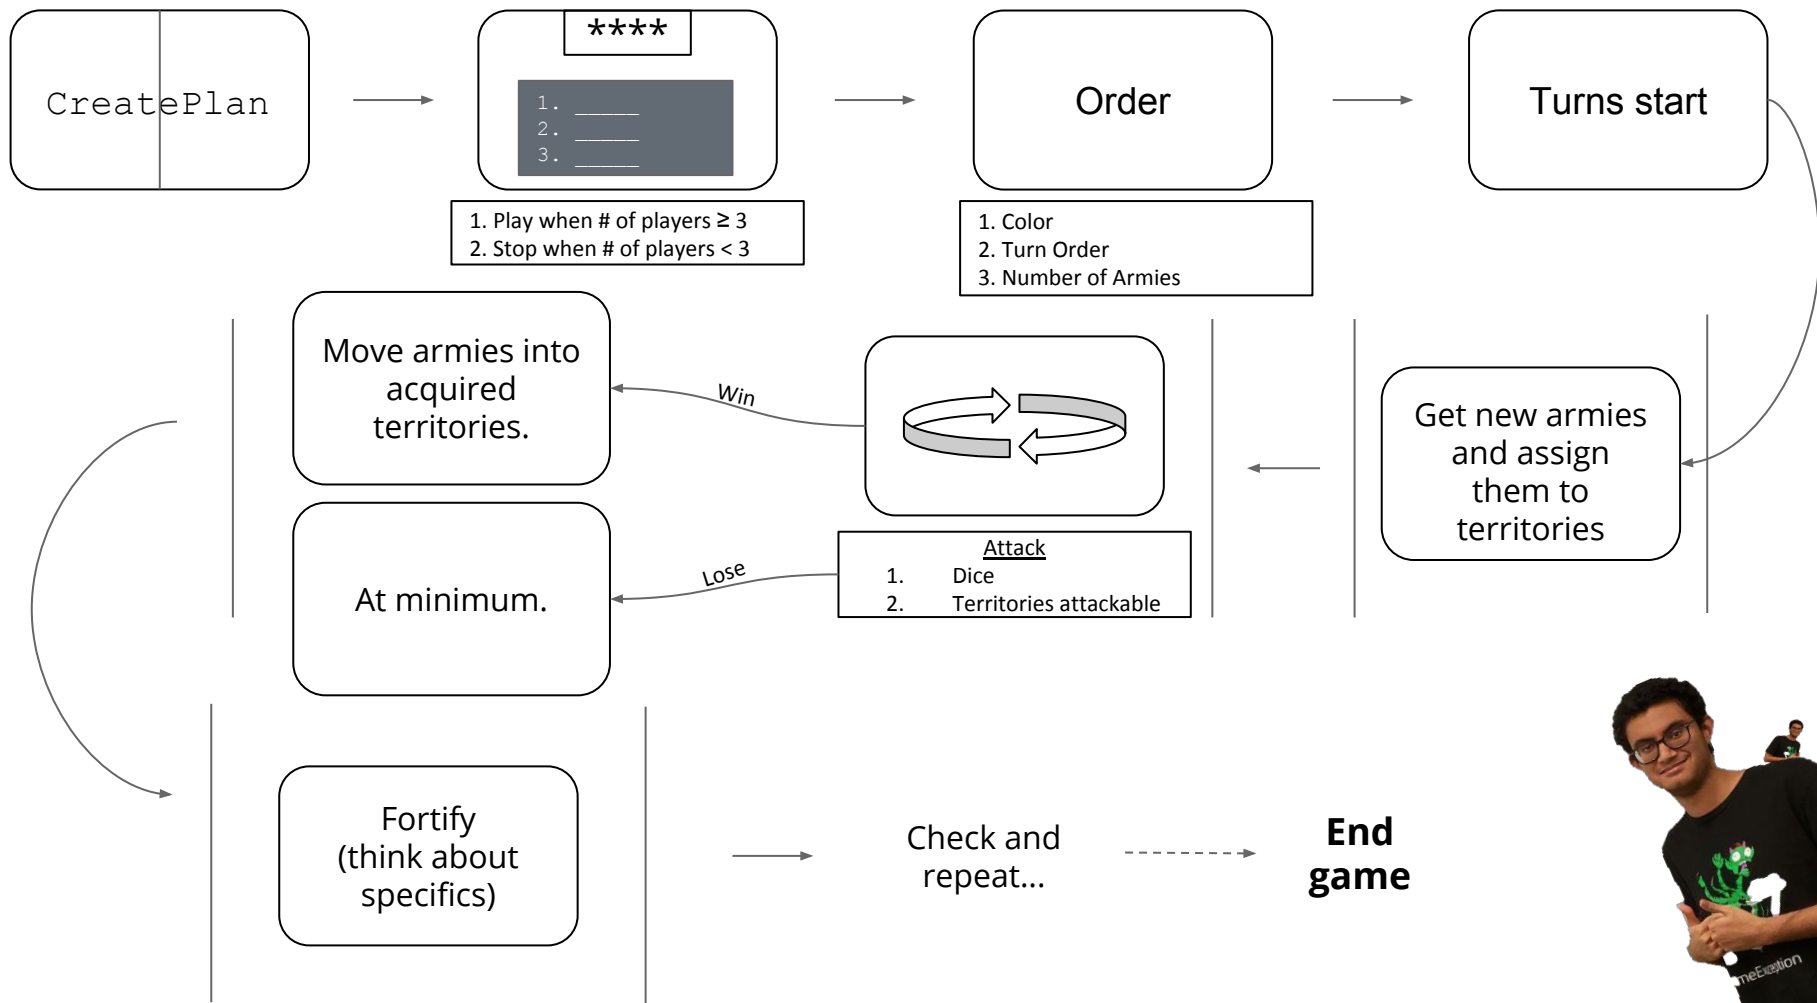 CreatePlan
****
1. _____
2. _____
3. _____
1. Play when # of players ≥ 3
2. Stop when # of players < 3
Order
1. Color
2. Turn Order
3. Number of Armies
Turns start
Get new armies
and assign
them to
territories
Attack
1. Dice
2. Territories attackable
Win
Move armies into
acquired
territories.
Lose
At minimum.
Fortify
(think about
specifics)
Check and
repeat...
End
game